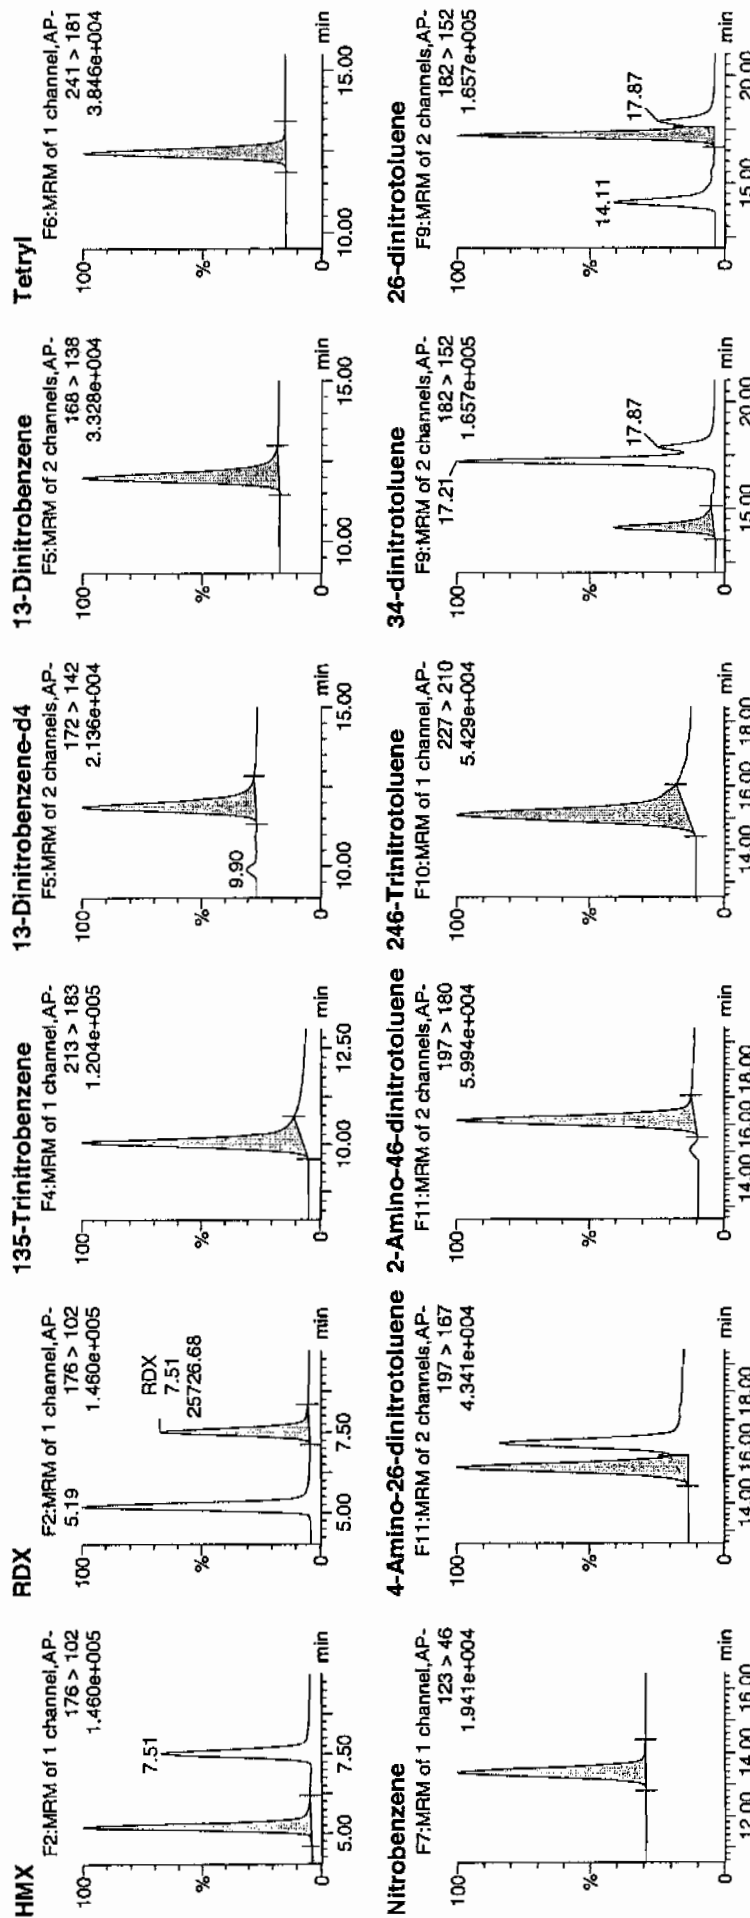 HMX
F2:MRM of 1 channel,AP-
176 > 102
1.460e+005
100
7.51
%
0
5.00
7.50
min
RDX
F2:MRM of 1 channel,AP-
176 > 102
1.460e+005
100
5.19
RDX
7.51
25726.68
%
0
5.00
7.50
min
135-Trinitrobenzene
F4:MRM of 1 channel,AP-
213 > 183
1.204e+005
100
%
0
10.00
12.50
min
13-Dinitrobenzene-d4
F5:MRM of 2 channels,AP-
172 > 142
2.136e+004
100
%
9.90
0
10.00
15.00
min
13-Dinitrobenzene
F5:MRM of 2 channels,AP-
168 > 138
3.328e+004
100
%
0
10.00
15.00
min
Tetryl
F6:MRM of 1 channel,AP-
241 > 181
3.846e+004
100
%
0
10.00
15.00
min
Nitrobenzene
F7:MRM of 1 channel,AP-
123 > 46
1.941e+004
100
%
0
12.00
14.00
16.00
min
4-Amino-26-dinitrotoluene
F11:MRM of 2 channels,AP-
197 > 167
4.341e+004
100
%
0
14.00
16.00
18.00
min
2-Amino-46-dinitrotoluene
F11:MRM of 2 channels,AP-
197 > 180
5.994e+004
100
%
0
14.00
16.00
18.00
min
246-Trinitrotoluene
F10:MRM of 1 channel,AP-
227 > 210
5.429e+004
100
%
0
14.00
16.00
18.00
min
34-dinitrotoluene
F9:MRM of 2 channels,AP-
182 > 152
1.657e+005
100
17.21
17.87
%
0
15.00
20.00
min
26-dinitrotoluene
F9:MRM of 2 channels,AP-
182 > 152
1.657e+005
100
14.11
17.87
%
0
15.00
20.00
min